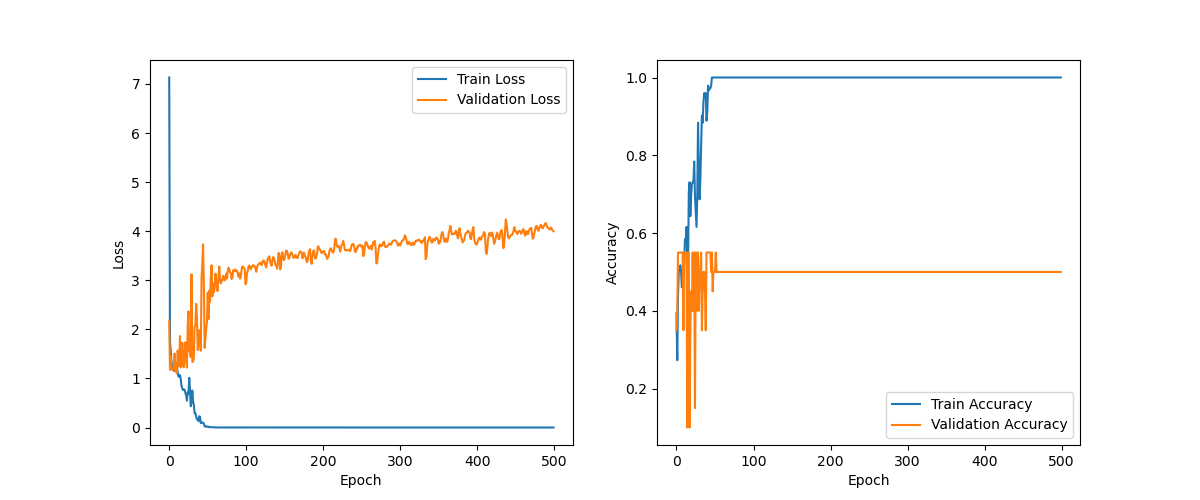 Train Loss
Validation Loss
7
6
5
4
3
2
1
0
Loss
0 100 200 300 400 500
Epoch
1.0
0.8
0.6
0.4
0.2
Accuracy
Train Accuracy
Validation Accuracy
0 100 200 300 400 500
Epoch